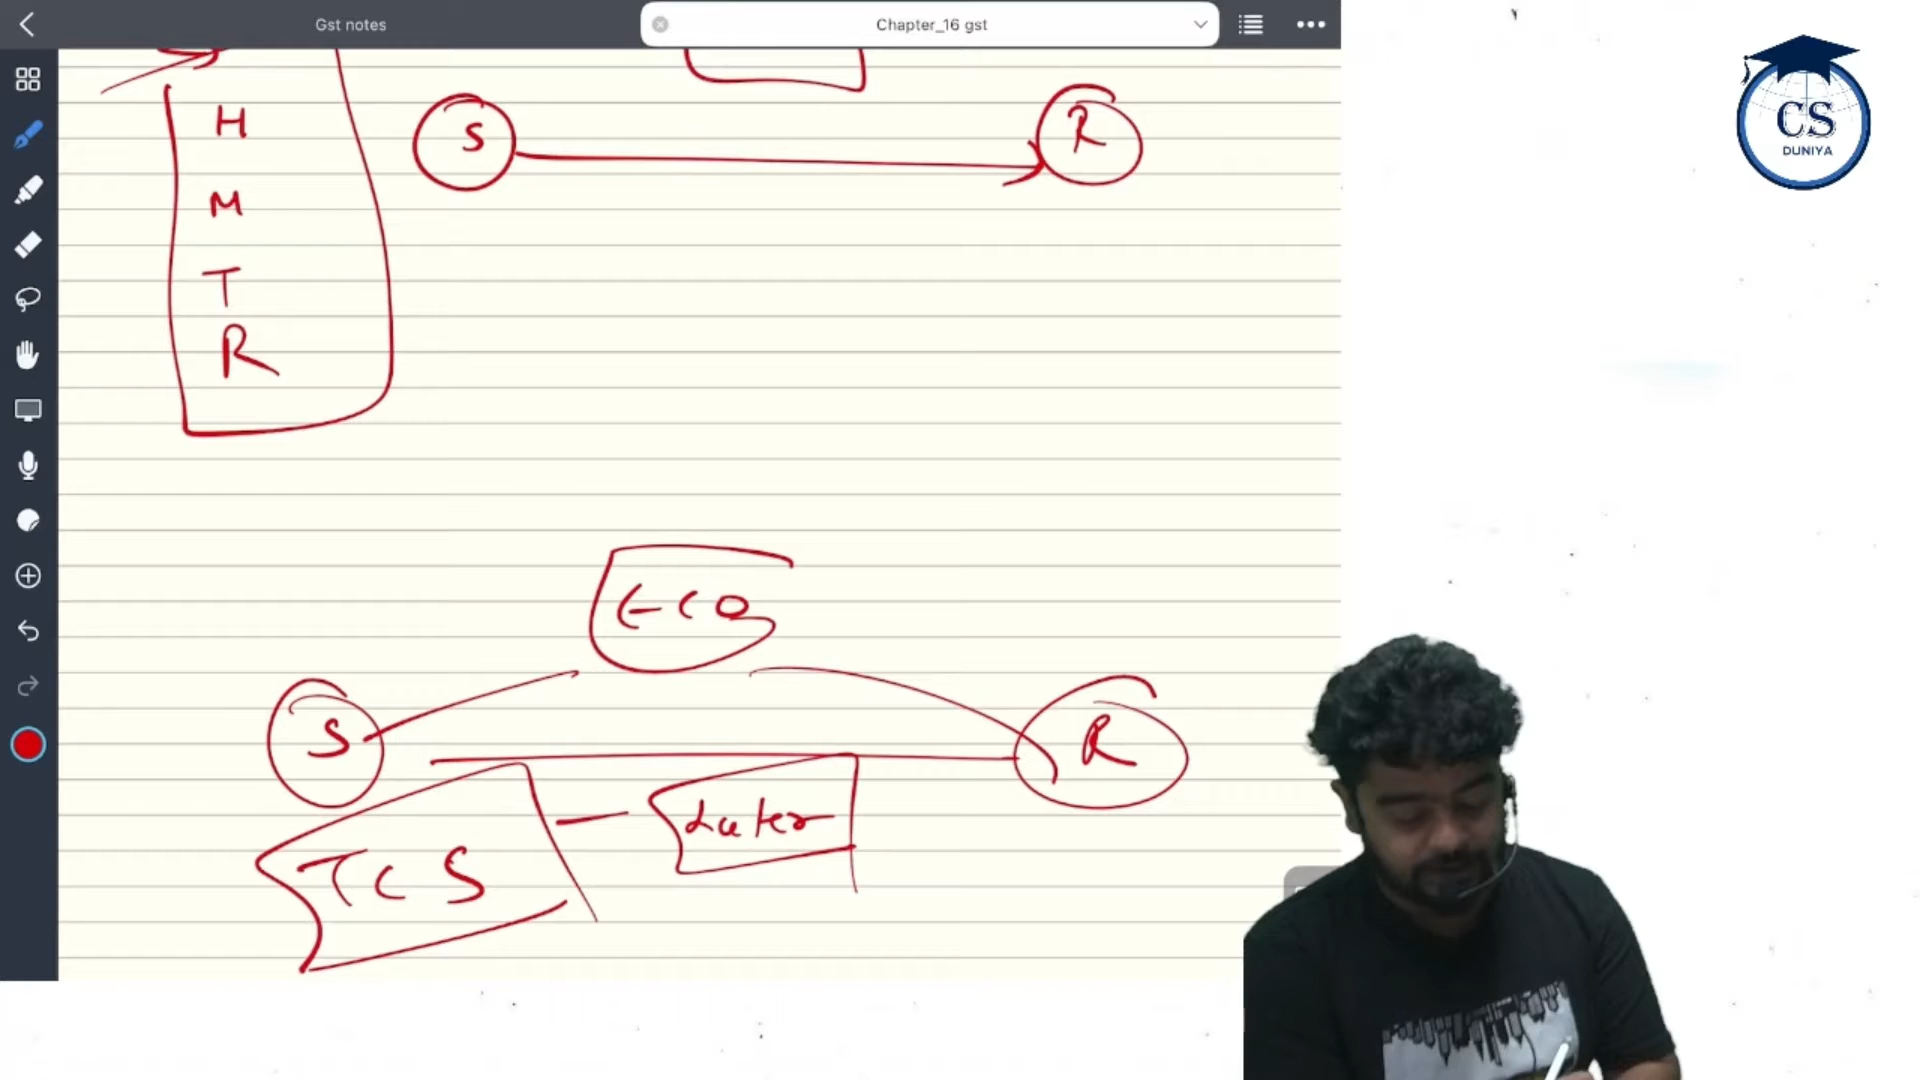 Gst notes
Chapter_16 gst
CS
DUNIYA
H
S
R
M
T
R
ECO
S
R
Later
TCS